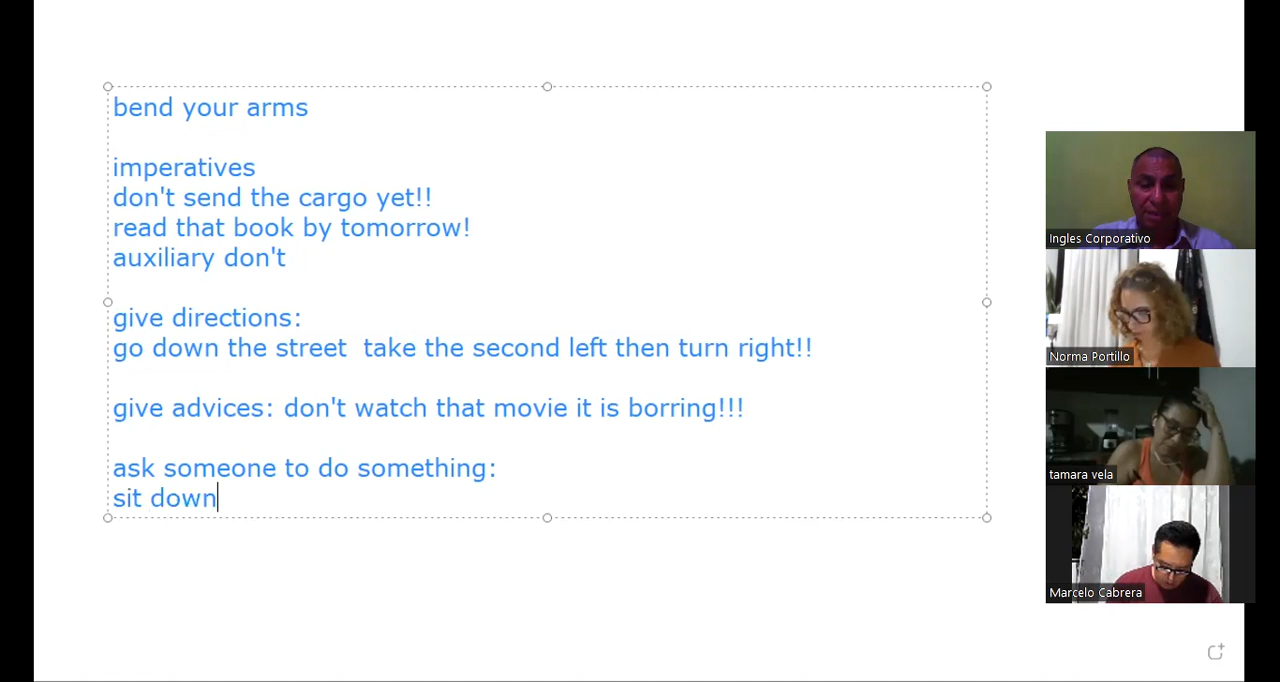 bend your arms
imperatives
don't send the cargo yet!!
read that book by tomorrow!
auxiliary don't
give directions:
go down the street  take the second left then turn right!!
give advices: don't watch that movie it is borring!!!
ask someone to do something:
sit down
Ingles Corporativo
Norma Portillo
tamara vela
Marcelo Cabrera